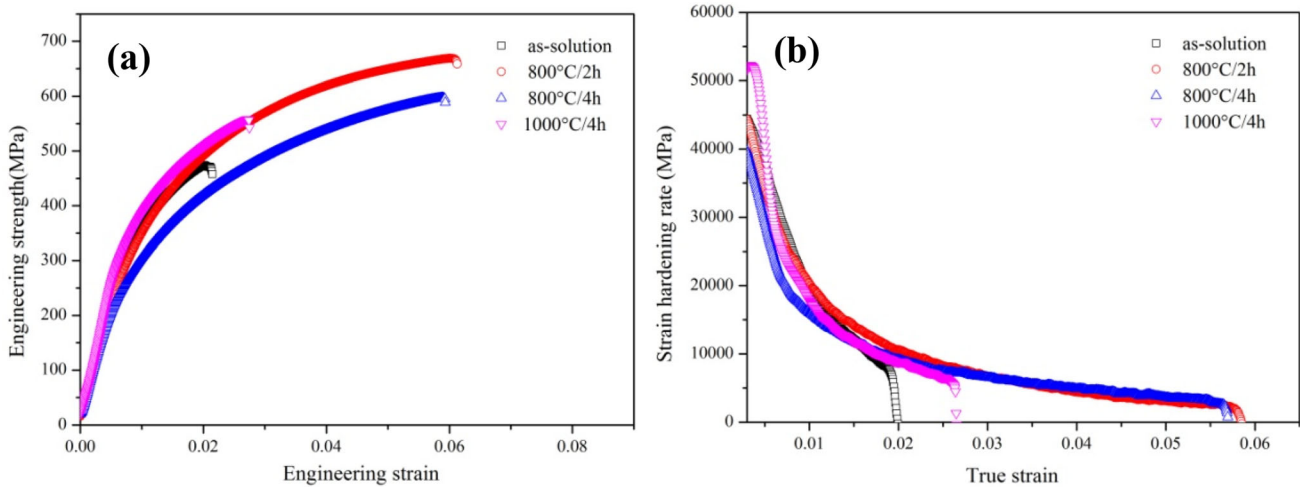 (a)
as-solution
800°C/2h
800°C/4h
1000°C/4h
Engineering strength(MPa)
700
600
500
400
300
200
100
0
0.00 0.02 0.04 0.06 0.08
Engineering strain
(b)
as-solution
800°C/2h
800°C/4h
1000°C/4h
Strain hardening rate (MPa)
60000
50000
40000
30000
20000
10000
0
0.01 0.02 0.03 0.04 0.05 0.06
True strain